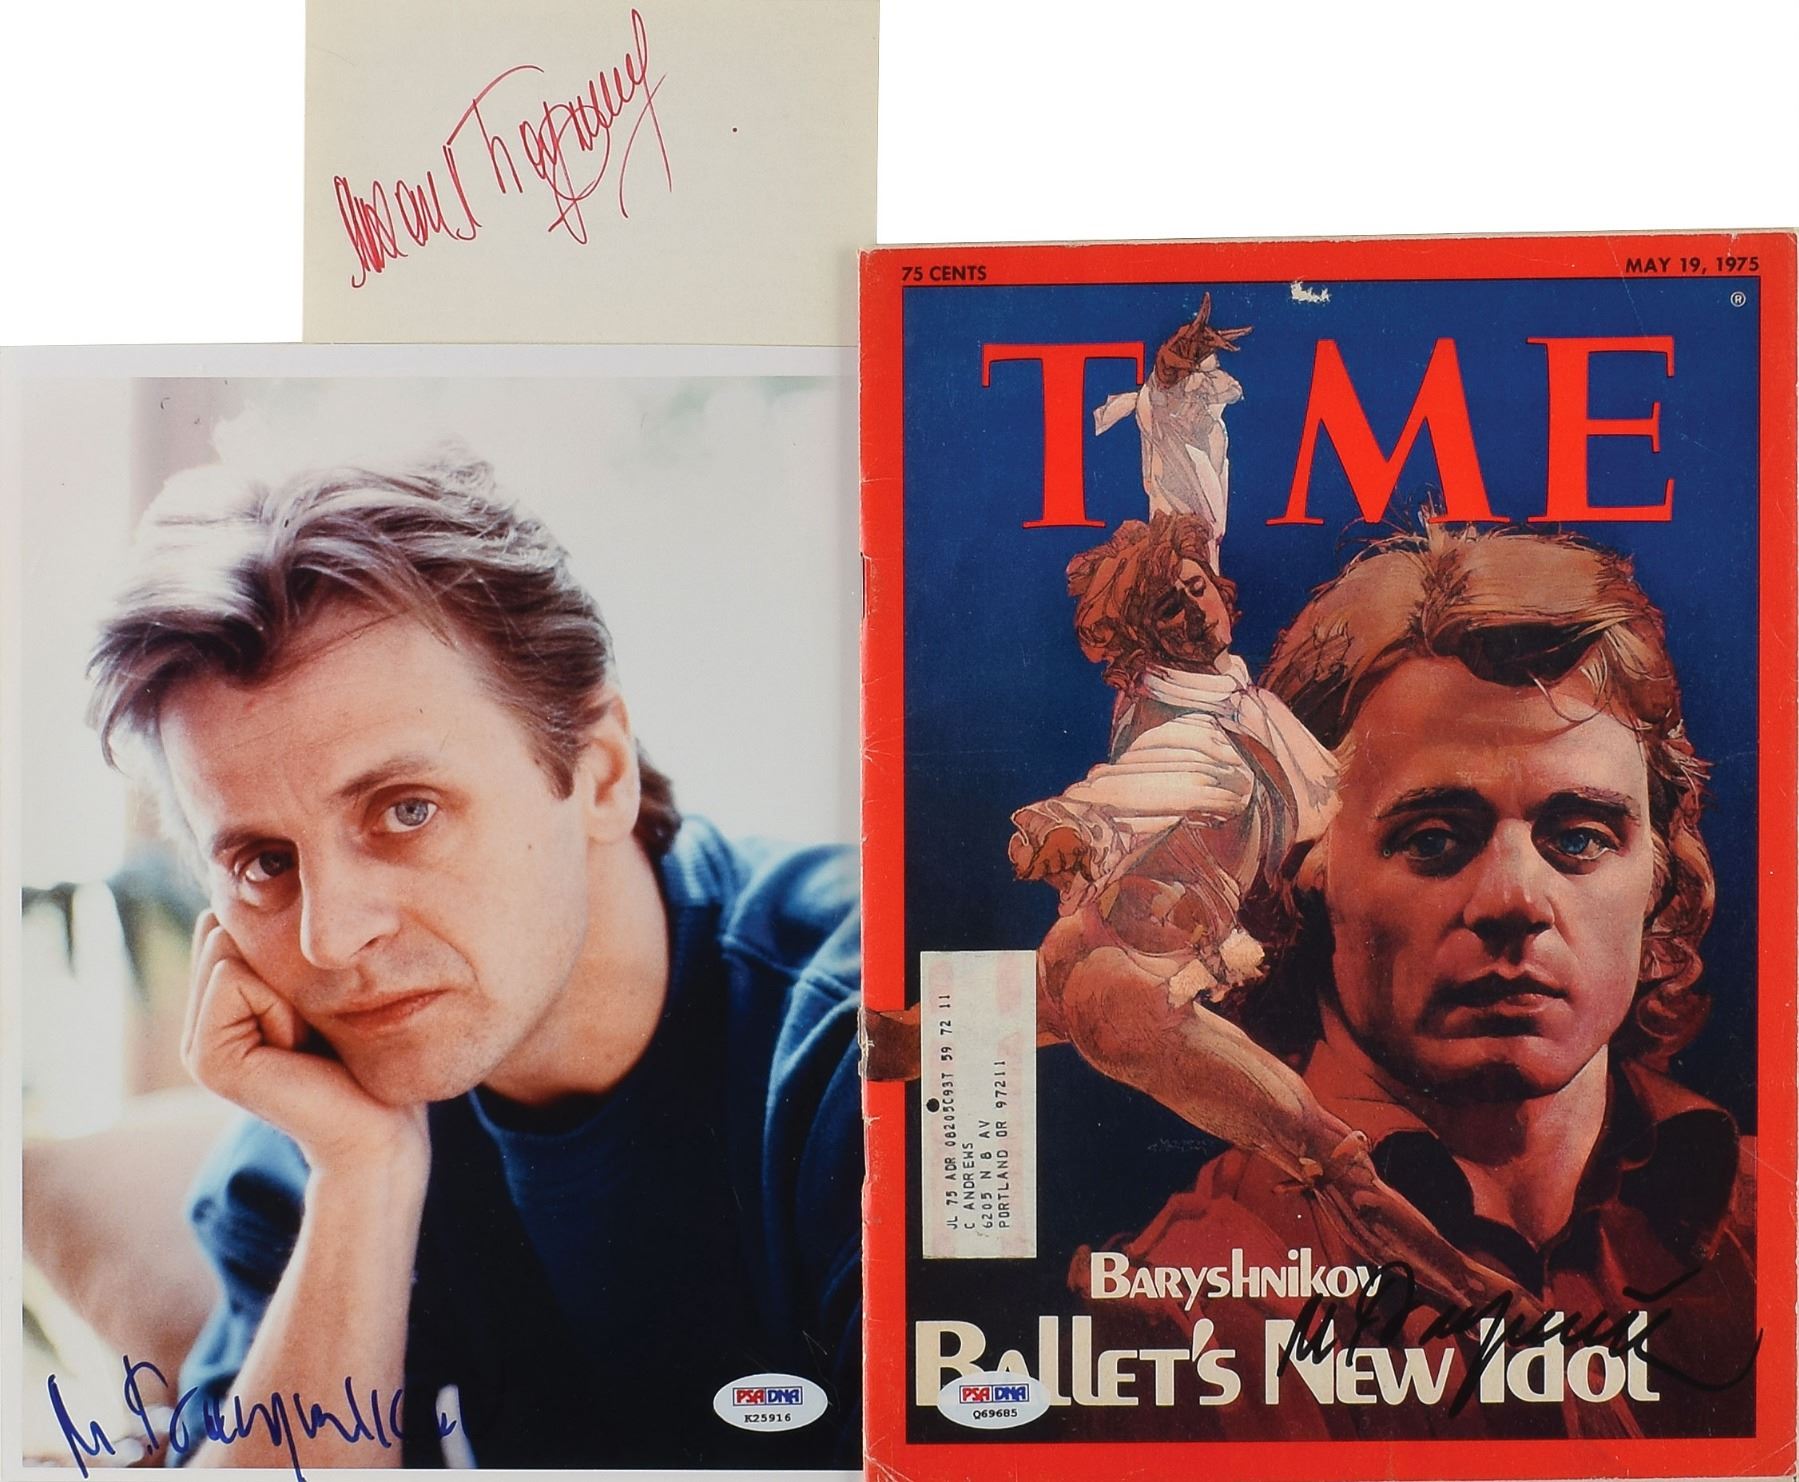 75 CENTS
MAY 19, 1975
®
TIME
JL 75 ADR 08205C93T 59 72 11
C ANDREWS
6205 N 8 AV
PORTLAND OR 97211
BARYSHNIKOV
BALLET'S NEW IDOL
PSA DNA
K25916
PSA DNA
Q69685